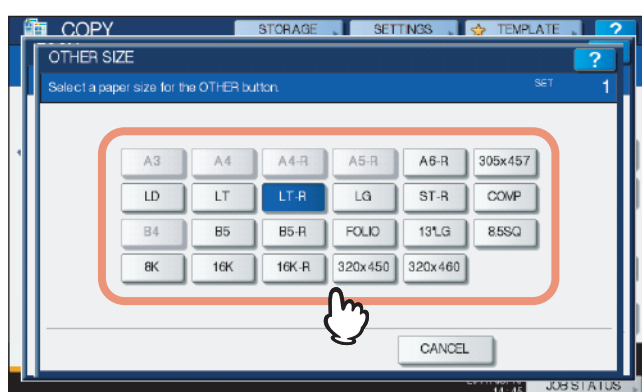 COPY STORAGE SETTINGS TEMPLATE ?
OTHER SIZE ?
Select a paper size for the OTHER button. SET 1
A3 A4 A4-R A5-R A6-R 305x457
LD LT LT-R LG ST-R COMP
B4 B5 B5-R FOLIO 13"LG 8.5SQ
8K 16K 16K-R 320x450 320x460
CANCEL
JOB STATUS